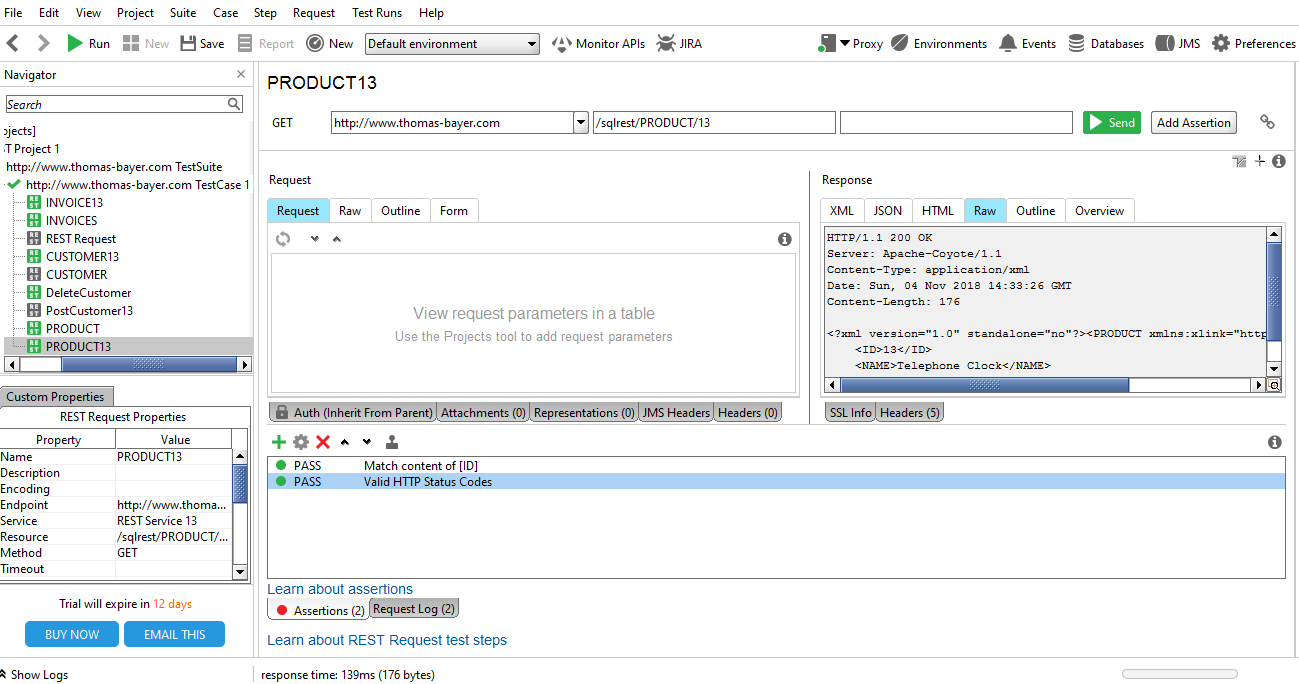 File Edit View Project Suite Case Step Request Test Runs Help
Run New Save Report New Default environment Monitor APIs JIRA Proxy Environments Events Databases JMS Preferences
Navigator
Search
ojects]
T Project 1
http://www.thomas-bayer.com TestSuite
http://www.thomas-bayer.com TestCase 1
REST INVOICE13
REST INVOICES
REST REST Request
REST CUSTOMER13
REST CUSTOMER
REST DeleteCustomer
REST PostCustomer13
REST PRODUCT
REST PRODUCT13
Custom Properties
REST Request Properties
Property Value
Name PRODUCT13
Description
Encoding
Endpoint http://www.thoma...
Service REST Service 13
Resource /sqlrest/PRODUCT/...
Method GET
Timeout
Trial will expire in 12 days
BUY NOW EMAIL THIS
Show Logs
PRODUCT13
GET http://www.thomas-bayer.com /sqlrest/PRODUCT/13 Send Add Assertion
Request
Request Raw Outline Form
View request parameters in a table
Use the Projects tool to add request parameters
Auth (Inherit From Parent) Attachments (0) Representations (0) JMS Headers Headers (0)
Response
XML JSON HTML Raw Outline Overview
HTTP/1.1 200 OK
Server: Apache-Coyote/1.1
Content-Type: application/xml
Date: Sun, 04 Nov 2018 14:33:26 GMT
Content-Length: 176
<?xml version="1.0" standalone="no"?><PRODUCT xmlns:xlink="http
<ID>13</ID>
<NAME>Telephone Clock</NAME>
SSL Info Headers (5)
PASS Match content of [ID]
PASS Valid HTTP Status Codes
Learn about assertions
Assertions (2) Request Log (2)
Learn about REST Request test steps
response time: 139ms (176 bytes)